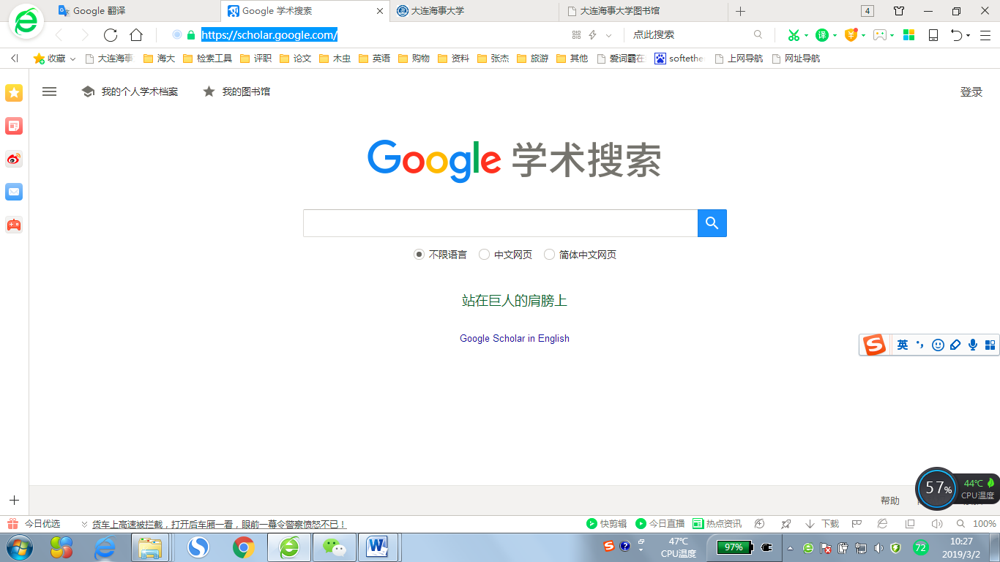 Google 翻译
Google 学术搜索
大连海事大学
大连海事大学图书馆
4
https://scholar.google.com/
点此搜索
译
收藏
大连海事
海大
检索工具
评职
论文
木虫
英语
购物
资料
张杰
旅游
其他
爱词霸在
softethe
上网导航
网址导航
我的个人学术档案
我的图书馆
登录
Google 学术搜索
不限语言
中文网页
简体中文网页
站在巨人的肩膀上
Google Scholar in English
英
57%
44℃
CPU温度
帮助
今日优选
货车上高速被拦截，打开后车厢一看，眼前一幕令警察愤怒不已！
快剪辑
今日直播
热点资讯
下载
100%
47℃
CPU温度
97%
72
10:27
2019/3/2